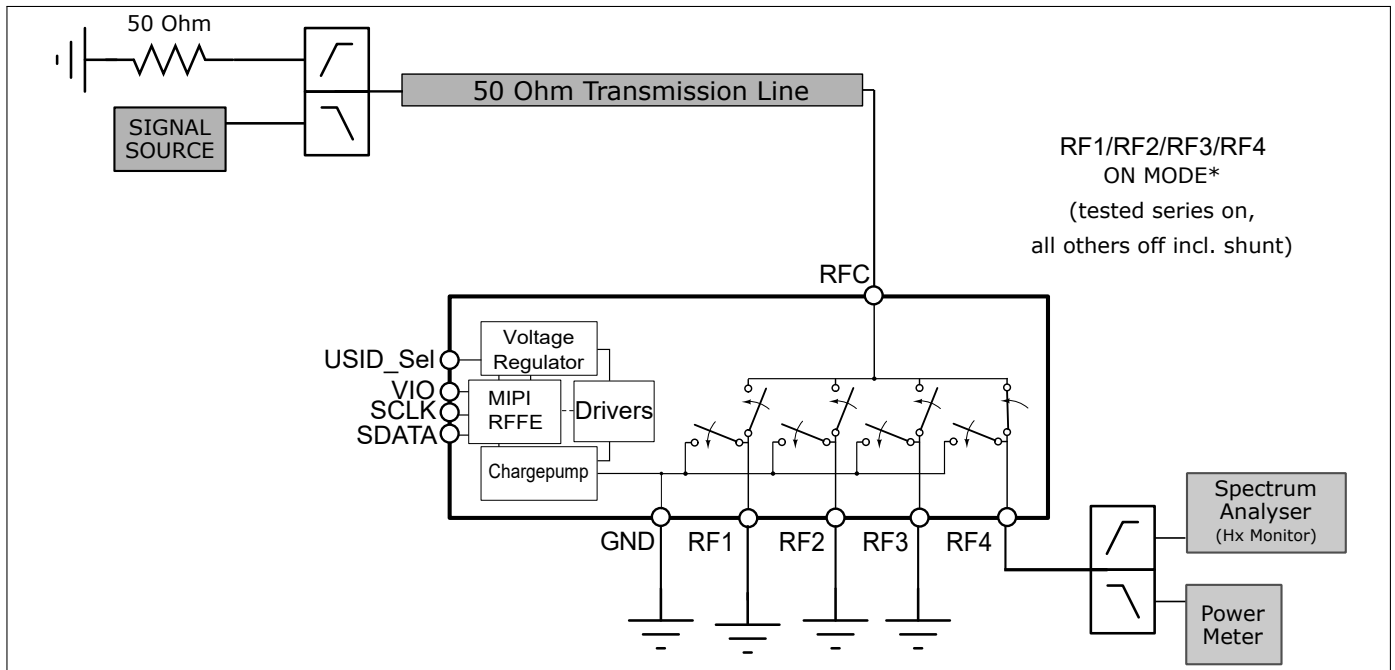 50 Ohm
SIGNAL
SOURCE
50 Ohm Transmission Line
RF1/RF2/RF3/RF4
ON MODE*
(tested series on,
all others off incl. shunt)
RFC
USID_Sel
VIO
SCLK
SDATA
Voltage
Regulator
MIPI
RFFE
Drivers
Chargepump
GND
RF1
RF2
RF3
RF4
Spectrum
Analyser
(Hx Monitor)
Power
Meter